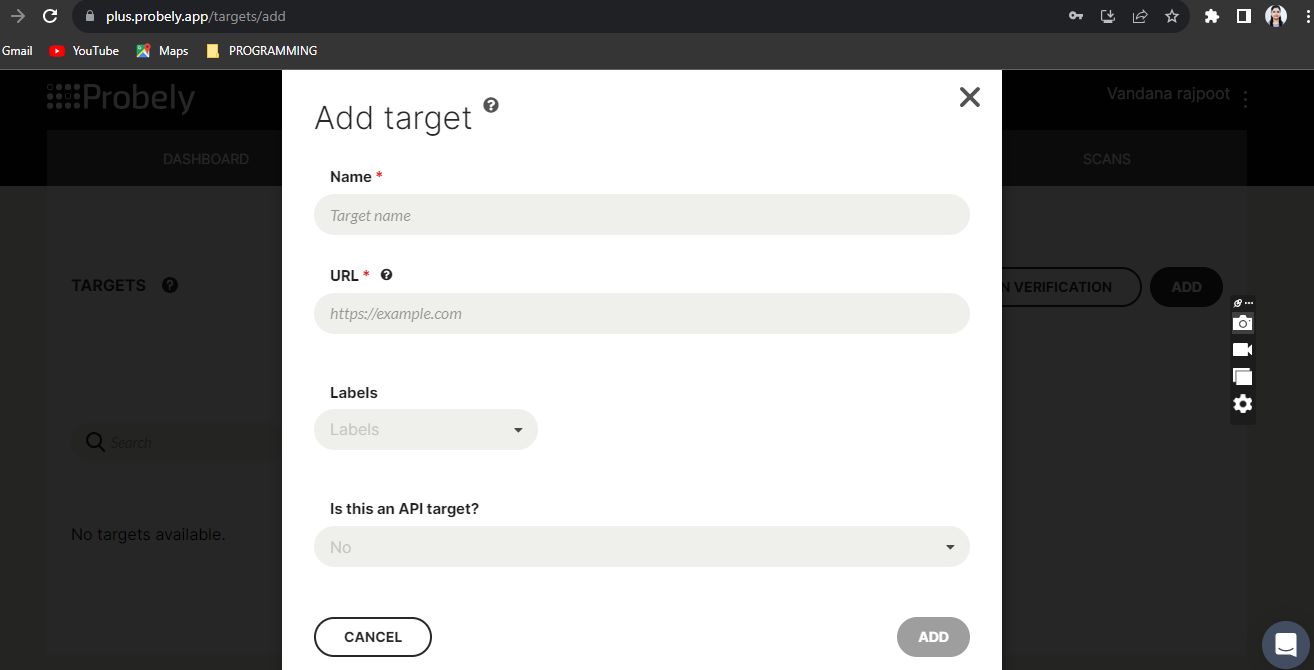 plus.probely.app/targets/add
Gmail YouTube Maps PROGRAMMING
Probely
Vandana rajpoot
DASHBOARD
SCANS
Add target ?
Name *
Target name
URL * ?
https://example.com
TARGETS ?
N VERIFICATION
ADD
Labels
Labels
Search
Is this an API target?
No
No targets available.
CANCEL
ADD